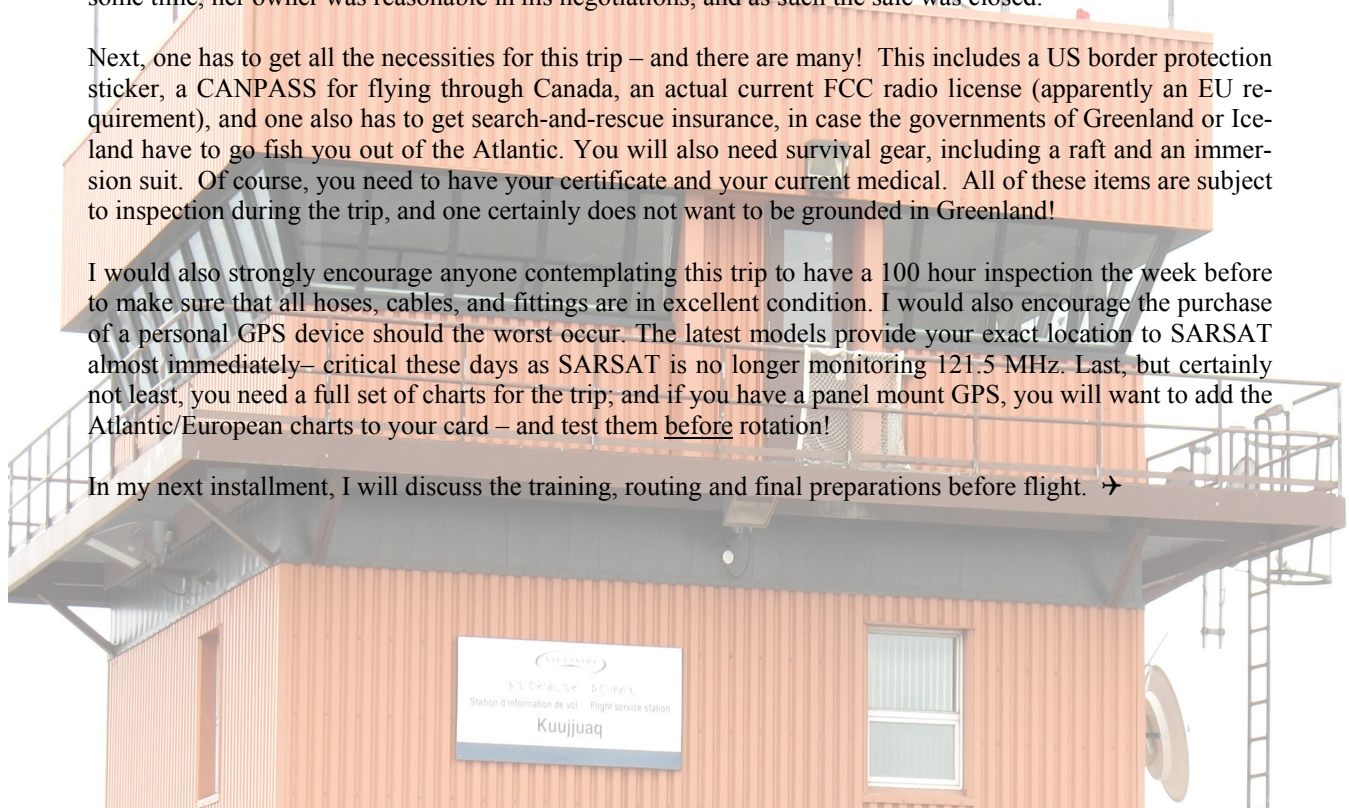 some time, her owner was reasonable in his negotiations, and as such the sale was closed.
Next, one has to get all the necessities for this trip – and there are many!  This includes a US border protection
sticker, a CANPASS for flying through Canada, an actual current FCC radio license (apparently an EU re-
quirement), and one also has to get search-and-rescue insurance, in case the governments of Greenland or Ice-
land have to go fish you out of the Atlantic. You will also need survival gear, including a raft and an immer-
sion suit.  Of course, you need to have your certificate and your current medical.  All of these items are subject
to inspection during the trip, and one certainly does not want to be grounded in Greenland!
I would also strongly encourage anyone contemplating this trip to have a 100 hour inspection the week before
to make sure that all hoses, cables, and fittings are in excellent condition. I would also encourage the purchase
of a personal GPS device should the worst occur. The latest models provide your exact location to SARSAT
almost immediately– critical these days as SARSAT is no longer monitoring 121.5 MHz. Last, but certainly
not least, you need a full set of charts for the trip; and if you have a panel mount GPS, you will want to add the
Atlantic/European charts to your card – and test them before rotation!
In my next installment, I will discuss the training, routing and final preparations before flight. ✈
Station d'information de vol Flight service station
Kuujjuaq